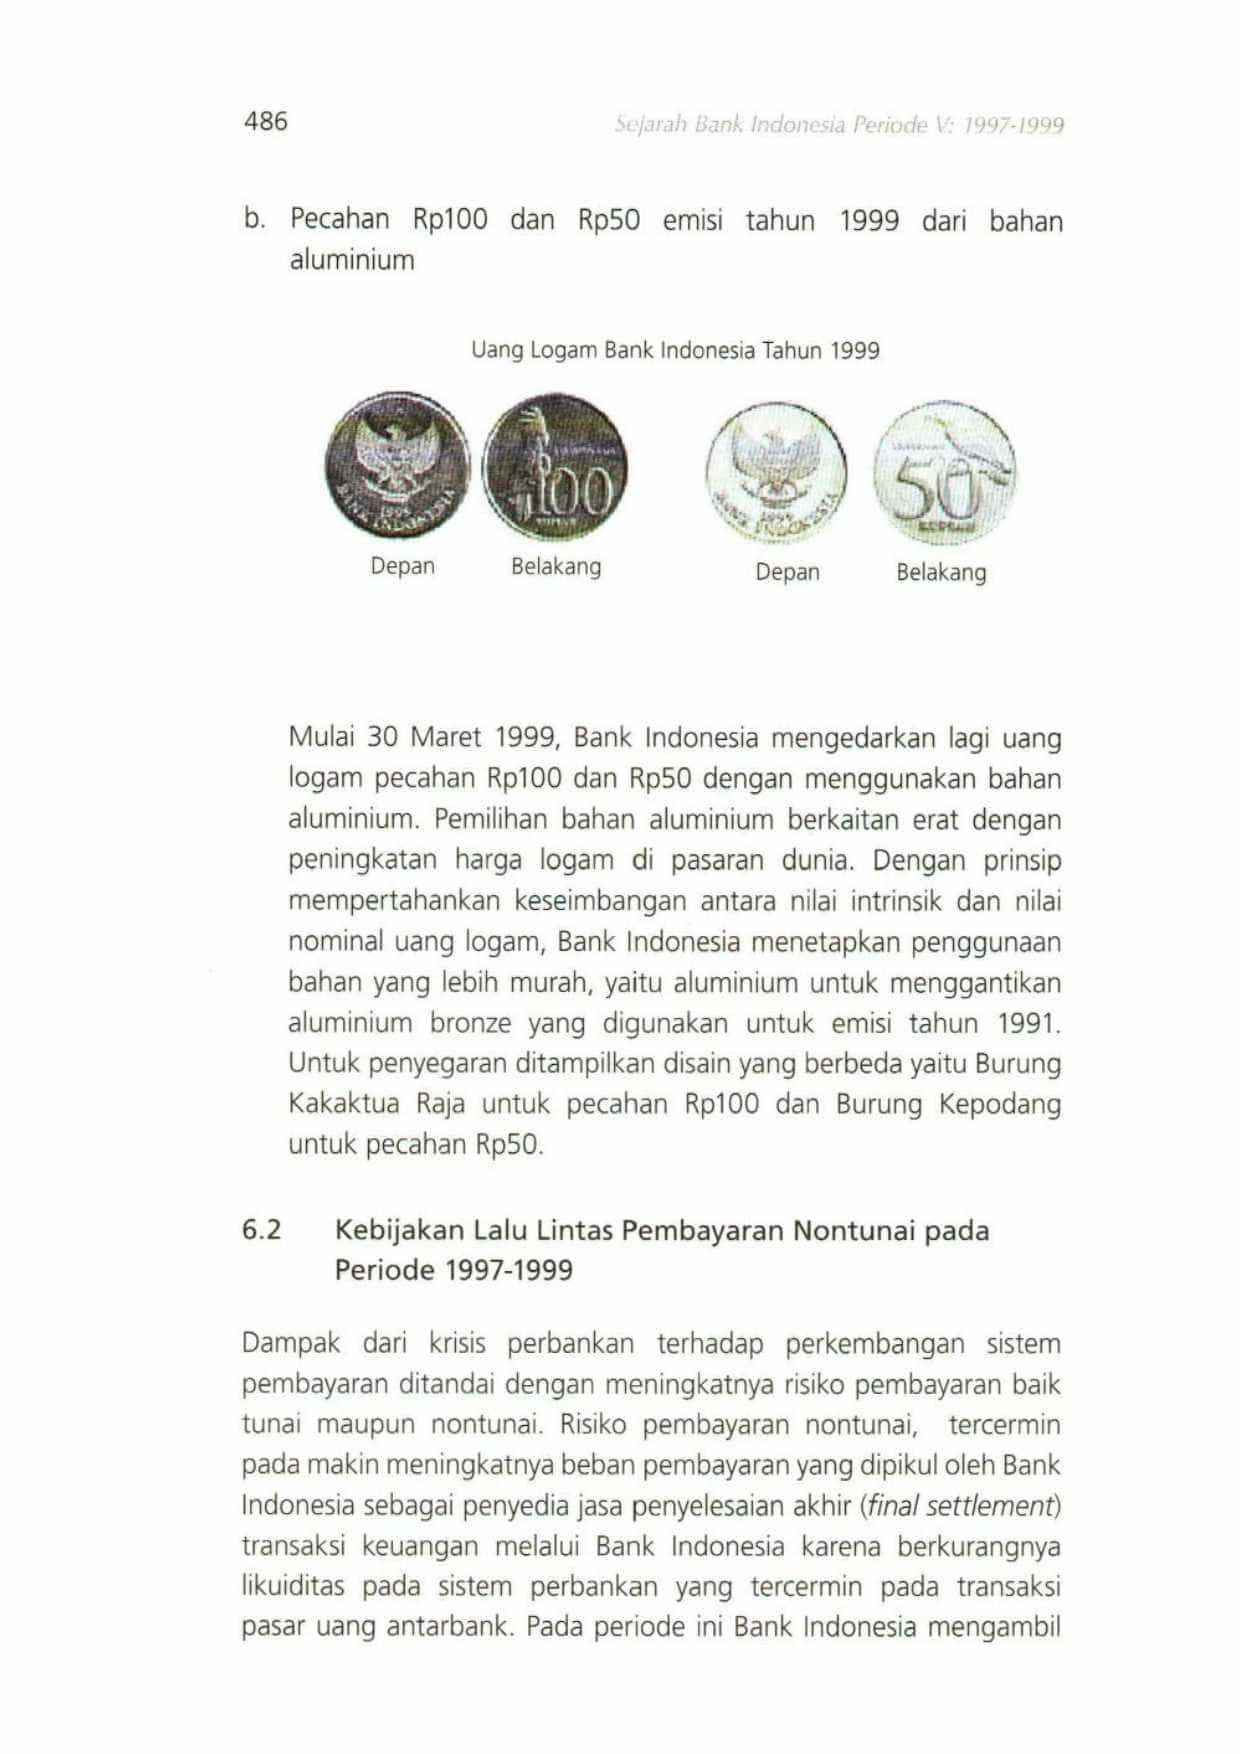 486
Sejarah Bank Indonesia Periode V: 1997-1999
b. Pecahan Rp100 dan Rp50 emisi tahun 1999 dari bahan
aluminium
Uang Logam Bank Indonesia Tahun 1999
BANK INDONESIA
100
BANK INDONESIA
50
Depan
Belakang
Depan
Belakang
Mulai 30 Maret 1999, Bank Indonesia mengedarkan lagi uang
logam pecahan Rp100 dan Rp50 dengan menggunakan bahan
aluminium. Pemilihan bahan aluminium berkaitan erat dengan
peningkatan harga logam di pasaran dunia. Dengan prinsip
mempertahankan keseimbangan antara nilai intrinsik dan nilai
nominal uang logam, Bank Indonesia menetapkan penggunaan
bahan yang lebih murah, yaitu aluminium untuk menggantikan
aluminium bronze yang digunakan untuk emisi tahun 1991.
Untuk penyegaran ditampilkan disain yang berbeda yaitu Burung
Kakaktua Raja untuk pecahan Rp100 dan Burung Kepodang
untuk pecahan Rp50.
6.2 Kebijakan Lalu Lintas Pembayaran Nontunai pada
Periode 1997-1999
Dampak dari krisis perbankan terhadap perkembangan sistem
pembayaran ditandai dengan meningkatnya risiko pembayaran baik
tunai maupun nontunai. Risiko pembayaran nontunai, tercermin
pada makin meningkatnya beban pembayaran yang dipikul oleh Bank
Indonesia sebagai penyedia jasa penyelesaian akhir (final settlement)
transaksi keuangan melalui Bank Indonesia karena berkurangnya
likuiditas pada sistem perbankan yang tercermin pada transaksi
pasar uang antarbank. Pada periode ini Bank Indonesia mengambil